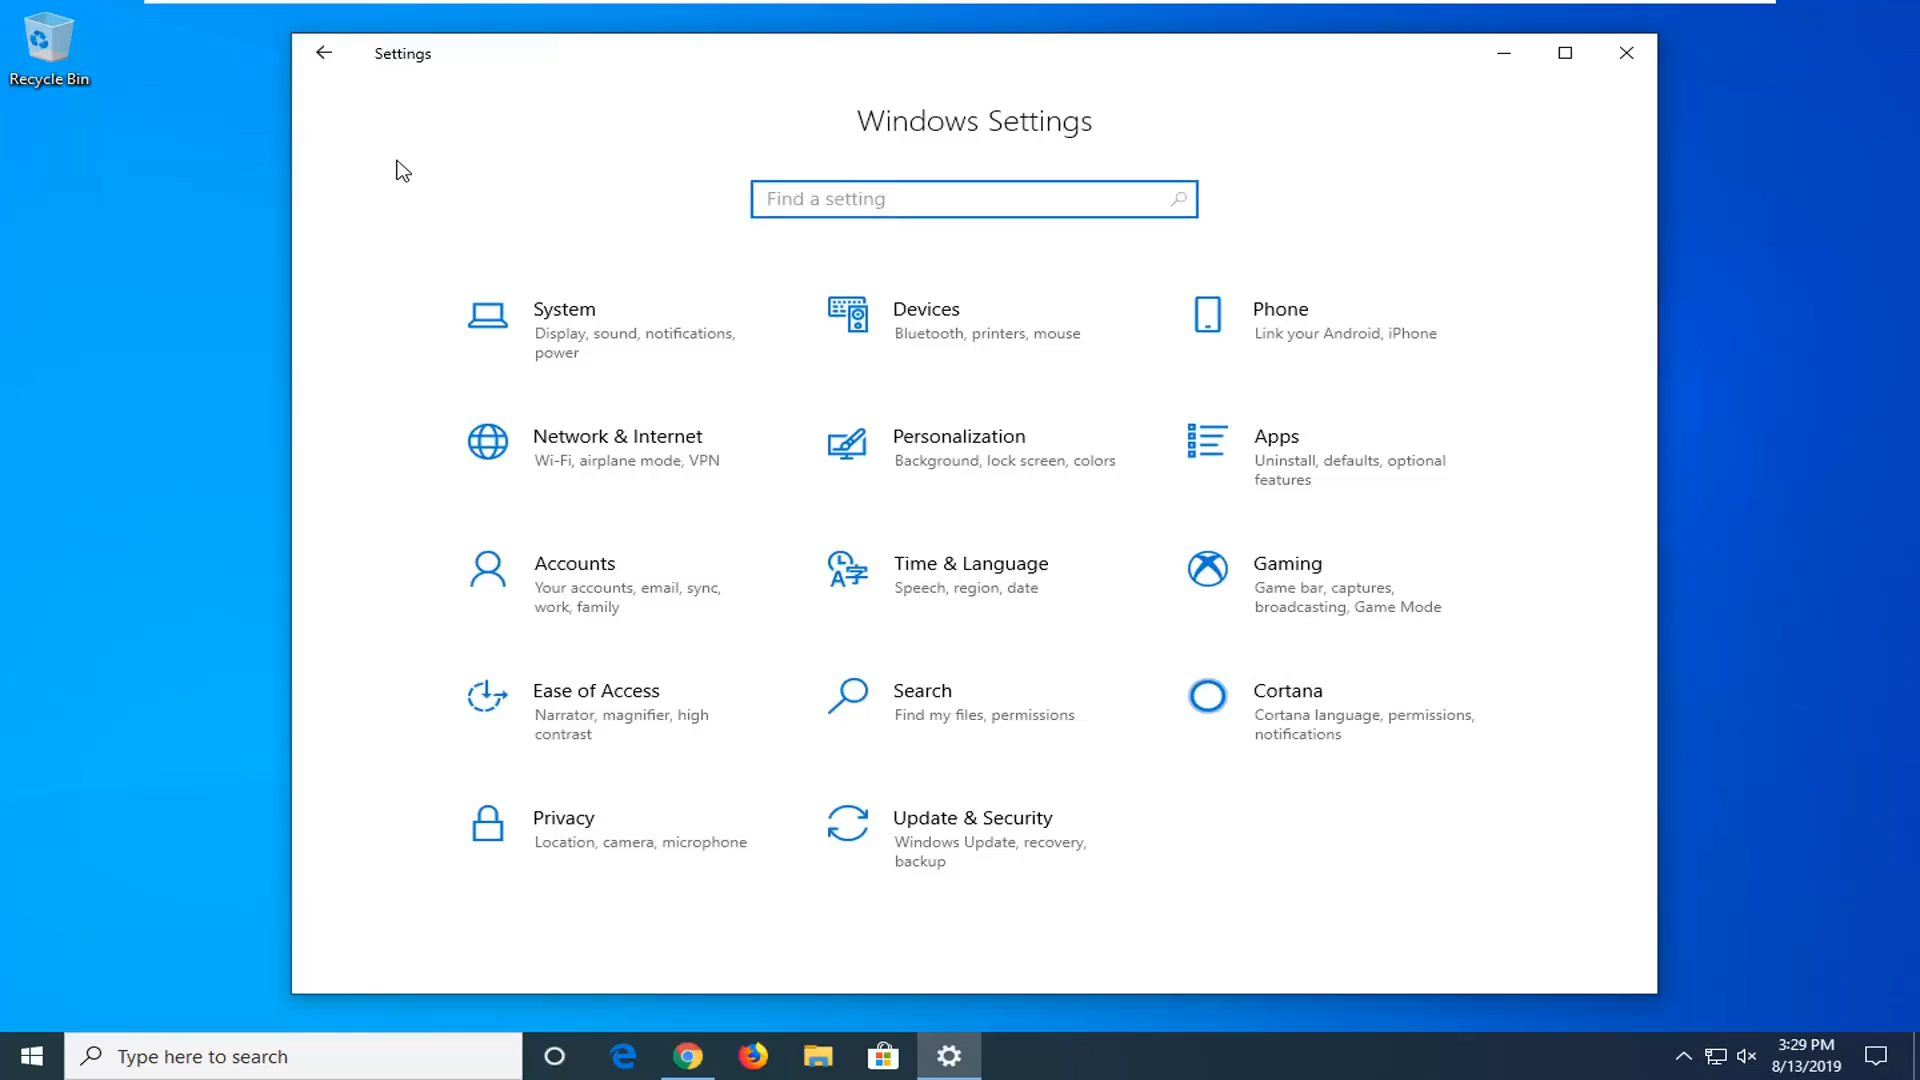 Recycle Bin
Settings
Windows Settings
Find a setting
System
Display, sound, notifications,
power
Devices
Bluetooth, printers, mouse
Phone
Link your Android, iPhone
Network & Internet
Wi-Fi, airplane mode, VPN
Personalization
Background, lock screen, colors
Apps
Uninstall, defaults, optional
features
Accounts
Your accounts, email, sync,
work, family
Time & Language
Speech, region, date
Gaming
Game bar, captures,
broadcasting, Game Mode
Ease of Access
Narrator, magnifier, high
contrast
Search
Find my files, permissions
Cortana
Cortana language, permissions,
notifications
Privacy
Location, camera, microphone
Update & Security
Windows Update, recovery,
backup
Type here to search
3:29 PM
8/13/2019